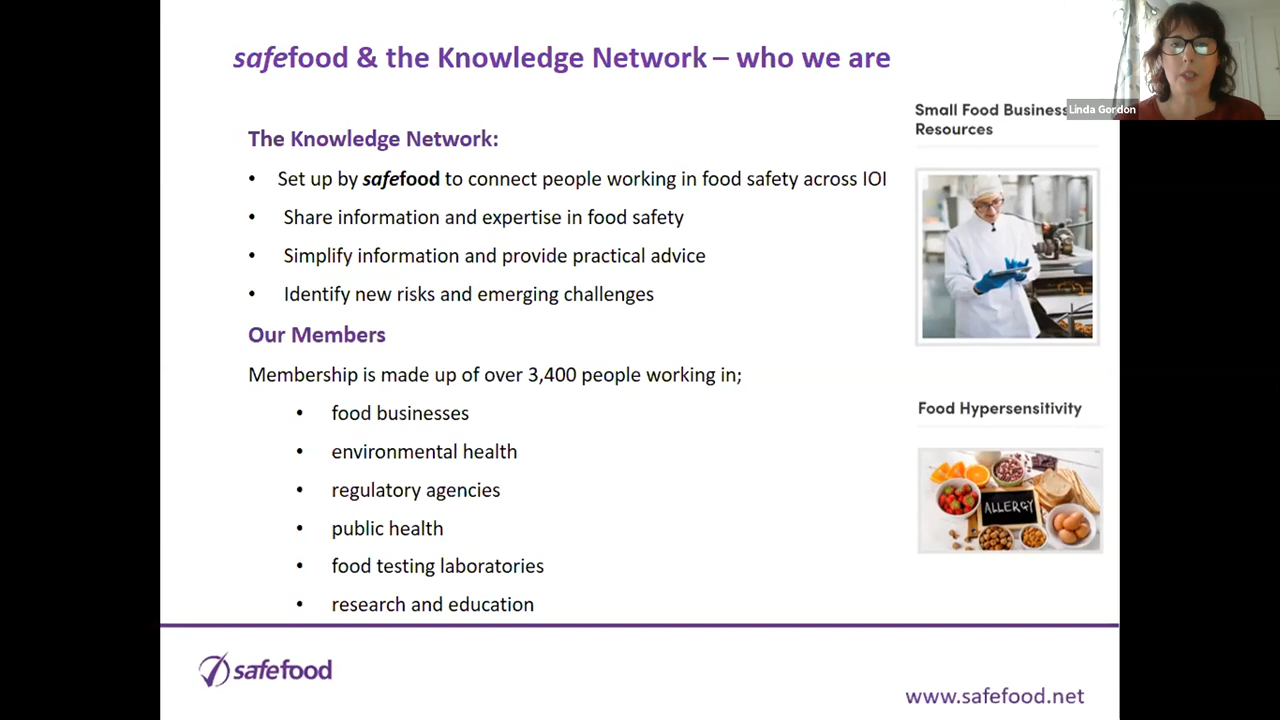 safefood & the Knowledge Network – who we are
The Knowledge Network:
• Set up by safefood to connect people working in food safety across IOI
• Share information and expertise in food safety
• Simplify information and provide practical advice
• Identify new risks and emerging challenges
Our Members
Membership is made up of over 3,400 people working in;
• food businesses
• environmental health
• regulatory agencies
• public health
• food testing laboratories
• research and education
Small Food Business
Resources
Linda Gordon
Food Hypersensitivity
ALLERGY
safefood
www.safefood.net